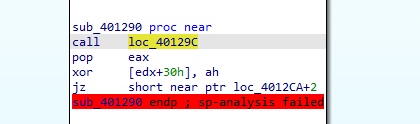 sub_401290 proc near
call    loc_40129C
pop     eax
xor     [edx+30h], ah
jz      short near ptr loc_4012CA+2
sub_401290 endp ; sp-analysis failed